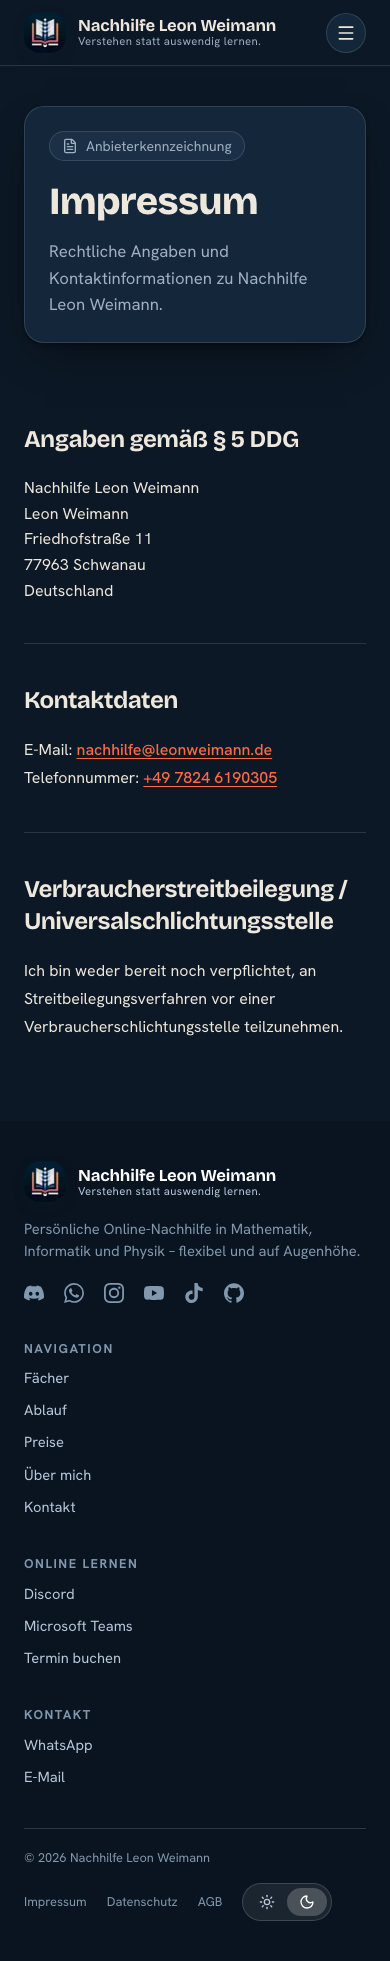 Nachhilfe Leon Weimann
Verstehen statt auswendig lernen.
Anbieterkennzeichnung
Impressum
Rechtliche Angaben und
Kontaktinformationen zu Nachhilfe
Leon Weimann.
Angaben gemäß § 5 DDG
Nachhilfe Leon Weimann
Leon Weimann
Friedhofstraße 11
77963 Schwanau
Deutschland
Kontaktdaten
E-Mail: nachhilfe@leonweimann.de
Telefonnummer: +49 7824 6190305
Verbraucherstreitbeilegung /
Universalschlichtungsstelle
Ich bin weder bereit noch verpflichtet, an
Streitbeilegungsverfahren vor einer
Verbraucherschlichtungsstelle teilzunehmen.
Nachhilfe Leon Weimann
Verstehen statt auswendig lernen.
Persönliche Online-Nachhilfe in Mathematik,
Informatik und Physik – flexibel und auf Augenhöhe.
NAVIGATION
Fächer
Ablauf
Preise
Über mich
Kontakt
ONLINE LERNEN
Discord
Microsoft Teams
Termin buchen
KONTAKT
WhatsApp
E-Mail
© 2026 Nachhilfe Leon Weimann
Impressum Datenschutz AGB